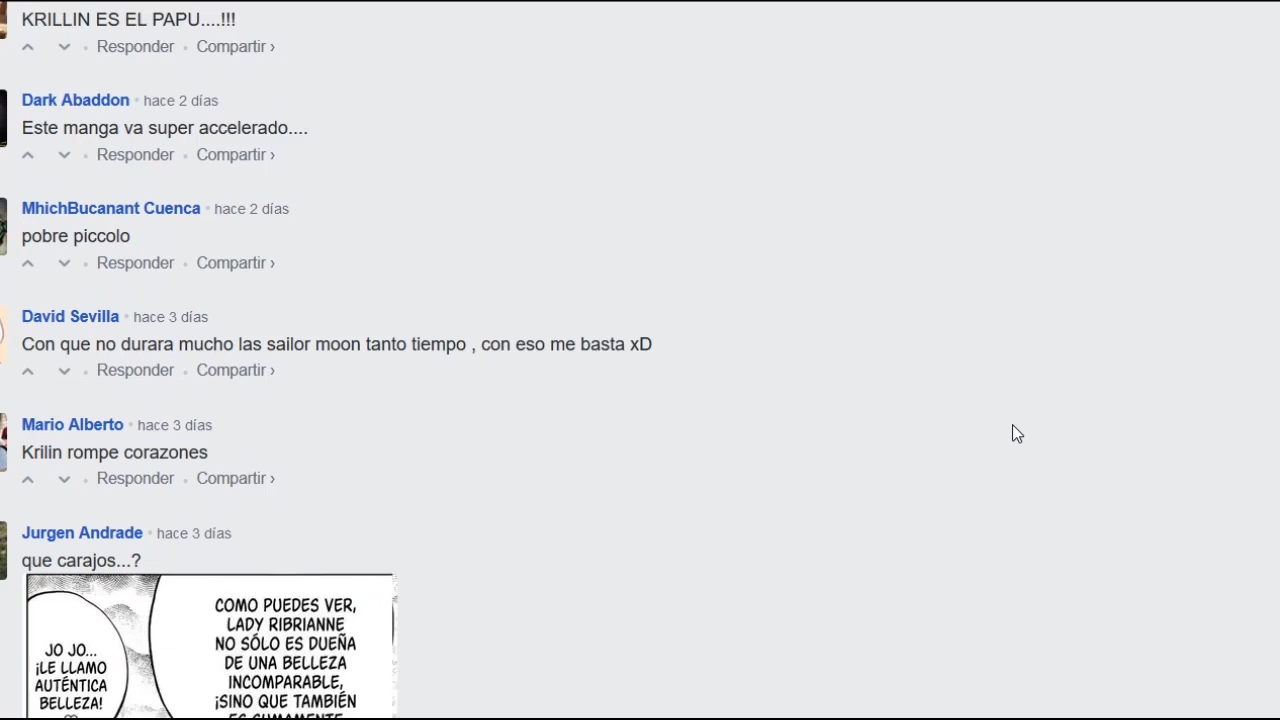 KRILLIN ES EL PAPU....!!!
Responder • Compartir ›
Dark Abaddon • hace 2 días
Este manga va super accelerado....
Responder • Compartir ›
MhichBucanant Cuenca • hace 2 días
pobre piccolo
Responder • Compartir ›
David Sevilla • hace 3 días
Con que no durara mucho las sailor moon tanto tiempo , con eso me basta xD
Responder • Compartir ›
Mario Alberto • hace 3 días
Krilin rompe corazones
Responder • Compartir ›
Jurgen Andrade • hace 3 días
que carajos...?
JO JO...
¡LE LLAMO
AUTÉNTICA
BELLEZA!
COMO PUEDES VER,
LADY RIBRIANNE
NO SÓLO ES DUEÑA
DE UNA BELLEZA
INCOMPARABLE,
¡SINO QUE TAMBIÉN
ES SUMAMENTE